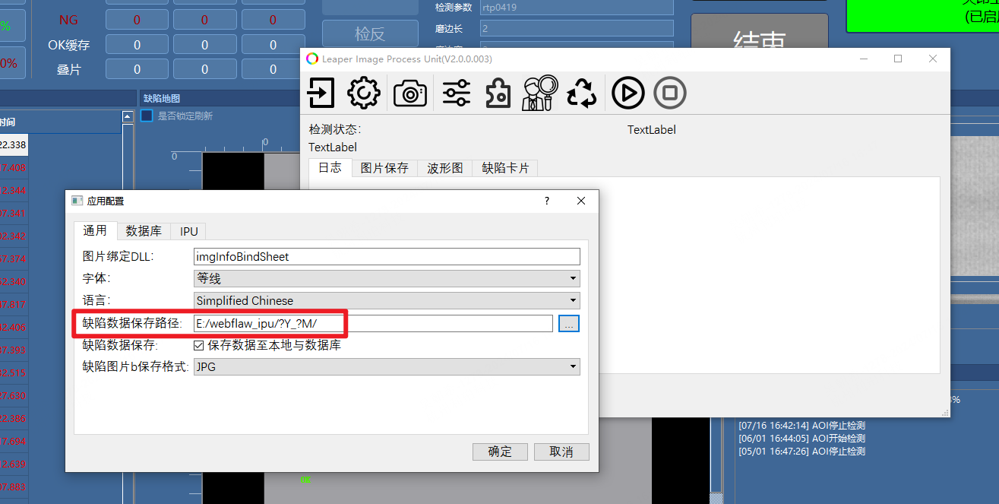 NG 0 0 0
%
OK缓存 0 0 0
0%
叠片 0 0 0
检反
检测参数 rtp0419
磨边长 2
结束
(已启
Leaper Image Process Unit(V2.0.0.003)
检测状态:
TextLabel
TextLabel
日志 图片保存 波形图 缺陷卡片
缺陷地图
是否锁定刷新
0
0
时间
22.338
7.408
2.344
07.341
02.342
57.374
52.340
47.817
42.406
37.393
32.515
27.630
22.386
17.694
12.639
07.883
应用配置
?
通用 数据库 IPU
图片绑定DLL: imgInfoBindSheet
字体: 等线
语言: Simplified Chinese
缺陷数据保存路径: E:/webflaw_ipu/?Y_?M/ ...
缺陷数据保存: 保存数据至本地与数据库
缺陷图片b保存格式: JPG
确定 取消
%
[07/16 16:42:14] AOI停止检测
[06/01 16:44:05] AOI开始检测
[05/01 16:47:26] AOI停止检测